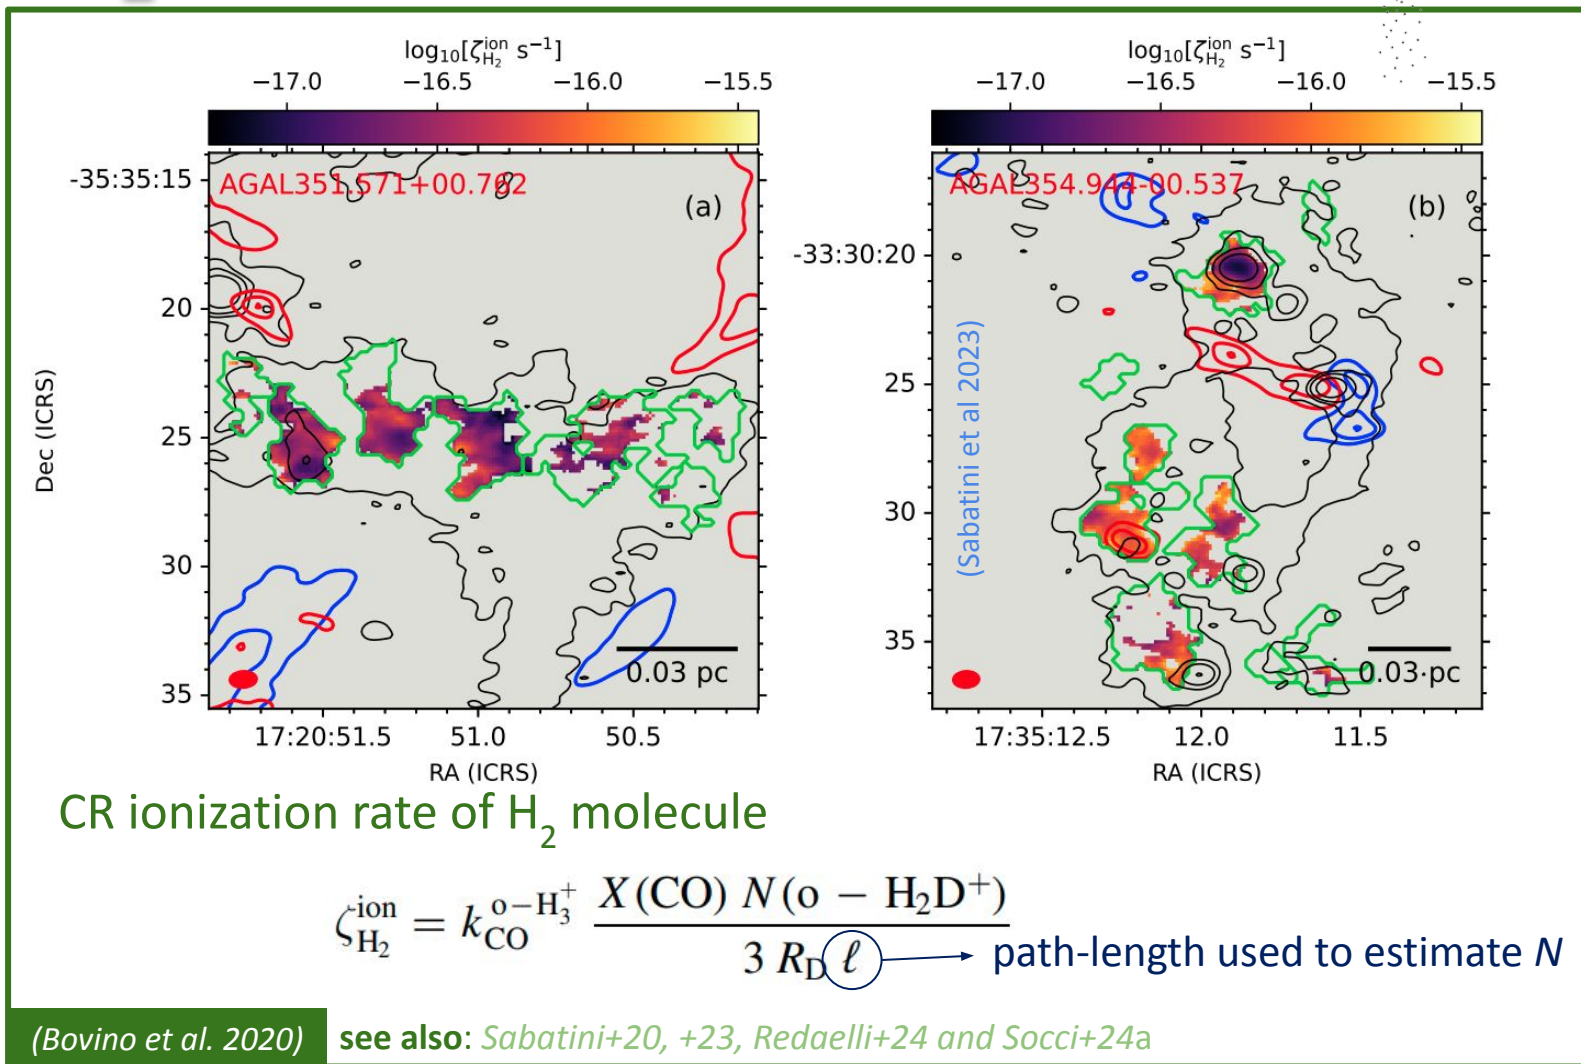 log₁₀[ζ^ion_H₂ s⁻¹]
−17.0 −16.5 −16.0 −15.5
AGAL351.571+00.762
(a)
-35:35:15
20
25
30
35
Dec (ICRS)
0.03 pc
17:20:51.5 51.0 50.5
RA (ICRS)
log₁₀[ζ^ion_H₂ s⁻¹]
−17.0 −16.5 −16.0 −15.5
AGAL354.944-00.537
(b)
-33:30:20
25
30
35
(Sabatini et al 2023)
0.03 pc
17:35:12.5 12.0 11.5
RA (ICRS)
CR ionization rate of H₂ molecule
ζ^ion_H₂ = k^o−H₃⁺_CO X(CO) N(o − H₂D⁺) / 3 R_D ℓ
path-length used to estimate N
(Bovino et al. 2020) see also: Sabatini+20, +23, Redaelli+24 and Socci+24a